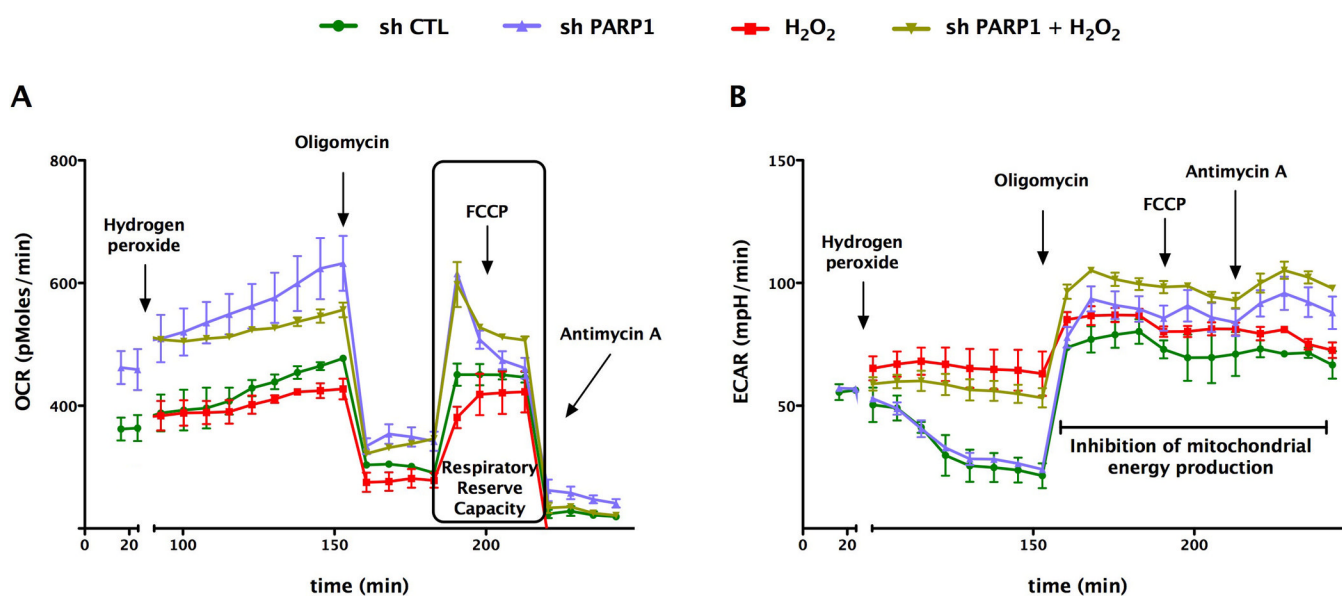 sh CTL sh PARP1 H₂O₂ sh PARP1 + H₂O₂
A
B
800
600
400
0
20
100
150
200
OCR (pMoles/min)
time (min)
Hydrogen
peroxide
Oligomycin
FCCP
Antimycin A
Respiratory
Reserve
Capacity
150
100
50
0
20
150
200
ECAR (mpH/min)
time (min)
Hydrogen
peroxide
Oligomycin
FCCP
Antimycin A
Inhibition of mitochondrial
energy production